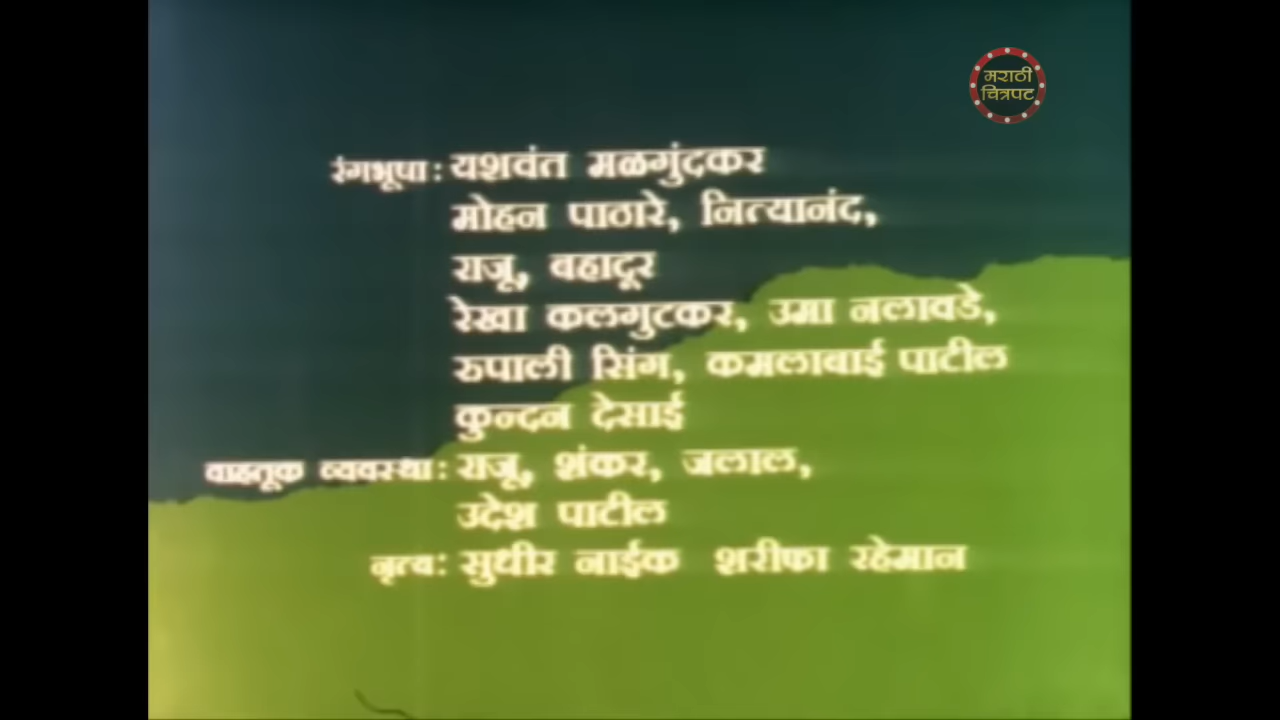 मराठी
चित्रपट
रंगभूषा: यशवंत मळगुंदकर
मोहन पाठारे, नित्यानंद,
राजू, बहादूर
रेखा कलगुटकर, उमा नलावडे,
रुपाली सिंग, कमलाबाई पाटील
कुन्दन देसाई
वाहतूक व्यवस्था: राजू, शंकर, जलाल,
उदेश पाटील
नृत्य: सुधीर नाईक शरीफा रहेमान